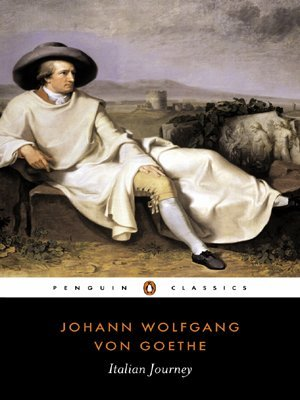 PENGUIN CLASSICS
JOHANN WOLFGANG
VON GOETHE
Italian Journey